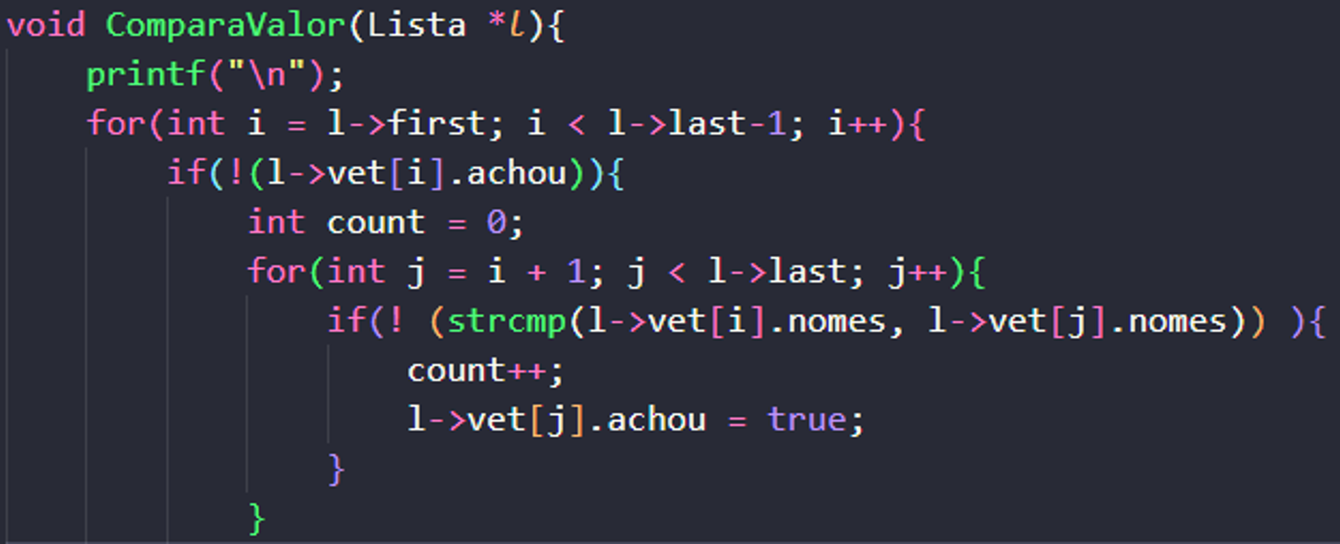 void ComparaValor(Lista *l){
    printf("\n");
    for(int i = l->first; i < l->last-1; i++){
        if(!(l->vet[i].achou)){
            int count = 0;
            for(int j = i + 1; j < l->last; j++){
                if(! (strcmp(l->vet[i].nomes, l->vet[j].nomes)) ){
                    count++;
                    l->vet[j].achou = true;
                }
            }